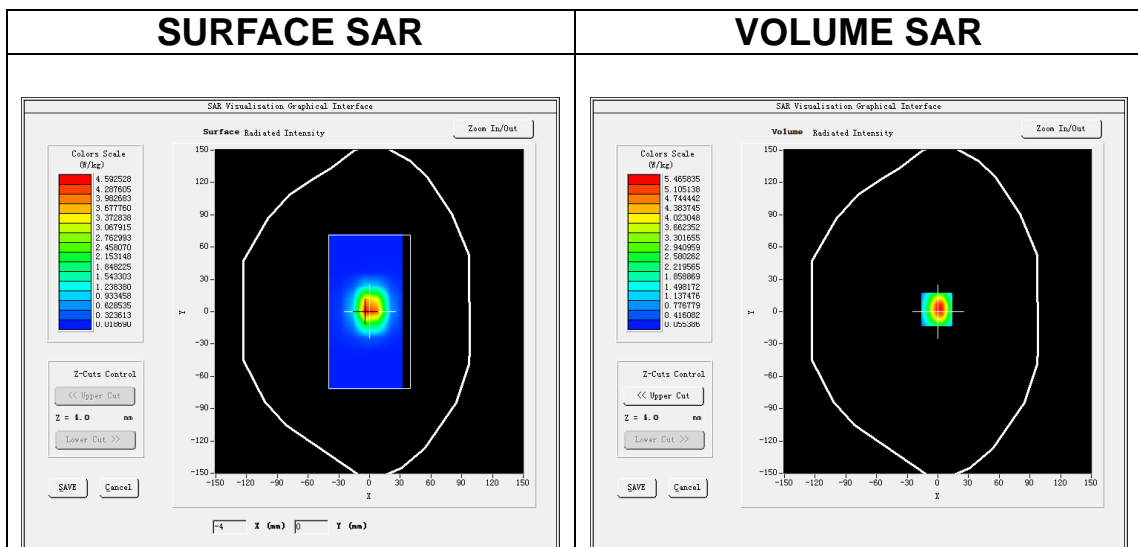 SURFACE SAR
VOLUME SAR
SAR Visualisation Graphical Interface
Surface Radiated Intensity
Zoom In/Out
Colors Scale
(W/kg)
4.592528
4.287605
3.982683
3.677760
3.372838
3.067915
2.762993
2.458070
2.153148
1.848225
1.543303
1.238380
0.933458
0.628535
0.323613
0.018690
150
120
90
60
30
0
-30
-60
-90
-120
-150
Y
-150 -120 -90 -60 -30 0 30 60 90 120 150
X
Z-Cuts Control
<< Upper Cut
Z = 4.0 mm
Lower Cut >>
SAVE
Cancel
-4 X (mm) 0 Y (mm)
SAR Visualisation Graphical Interface
Volume Radiated Intensity
Zoom In/Out
Colors Scale
(W/kg)
5.465835
5.105138
4.744442
4.383745
4.023048
3.662352
3.301655
2.940959
2.580262
2.219565
1.858869
1.498172
1.137476
0.776779
0.416082
0.055386
150
120
90
60
30
0
-30
-60
-90
-120
-150
Y
-150 -120 -90 -60 -30 0 30 60 90 120 150
X
Z-Cuts Control
<< Upper Cut
Z = 4.0 mm
Lower Cut >>
SAVE
Cancel